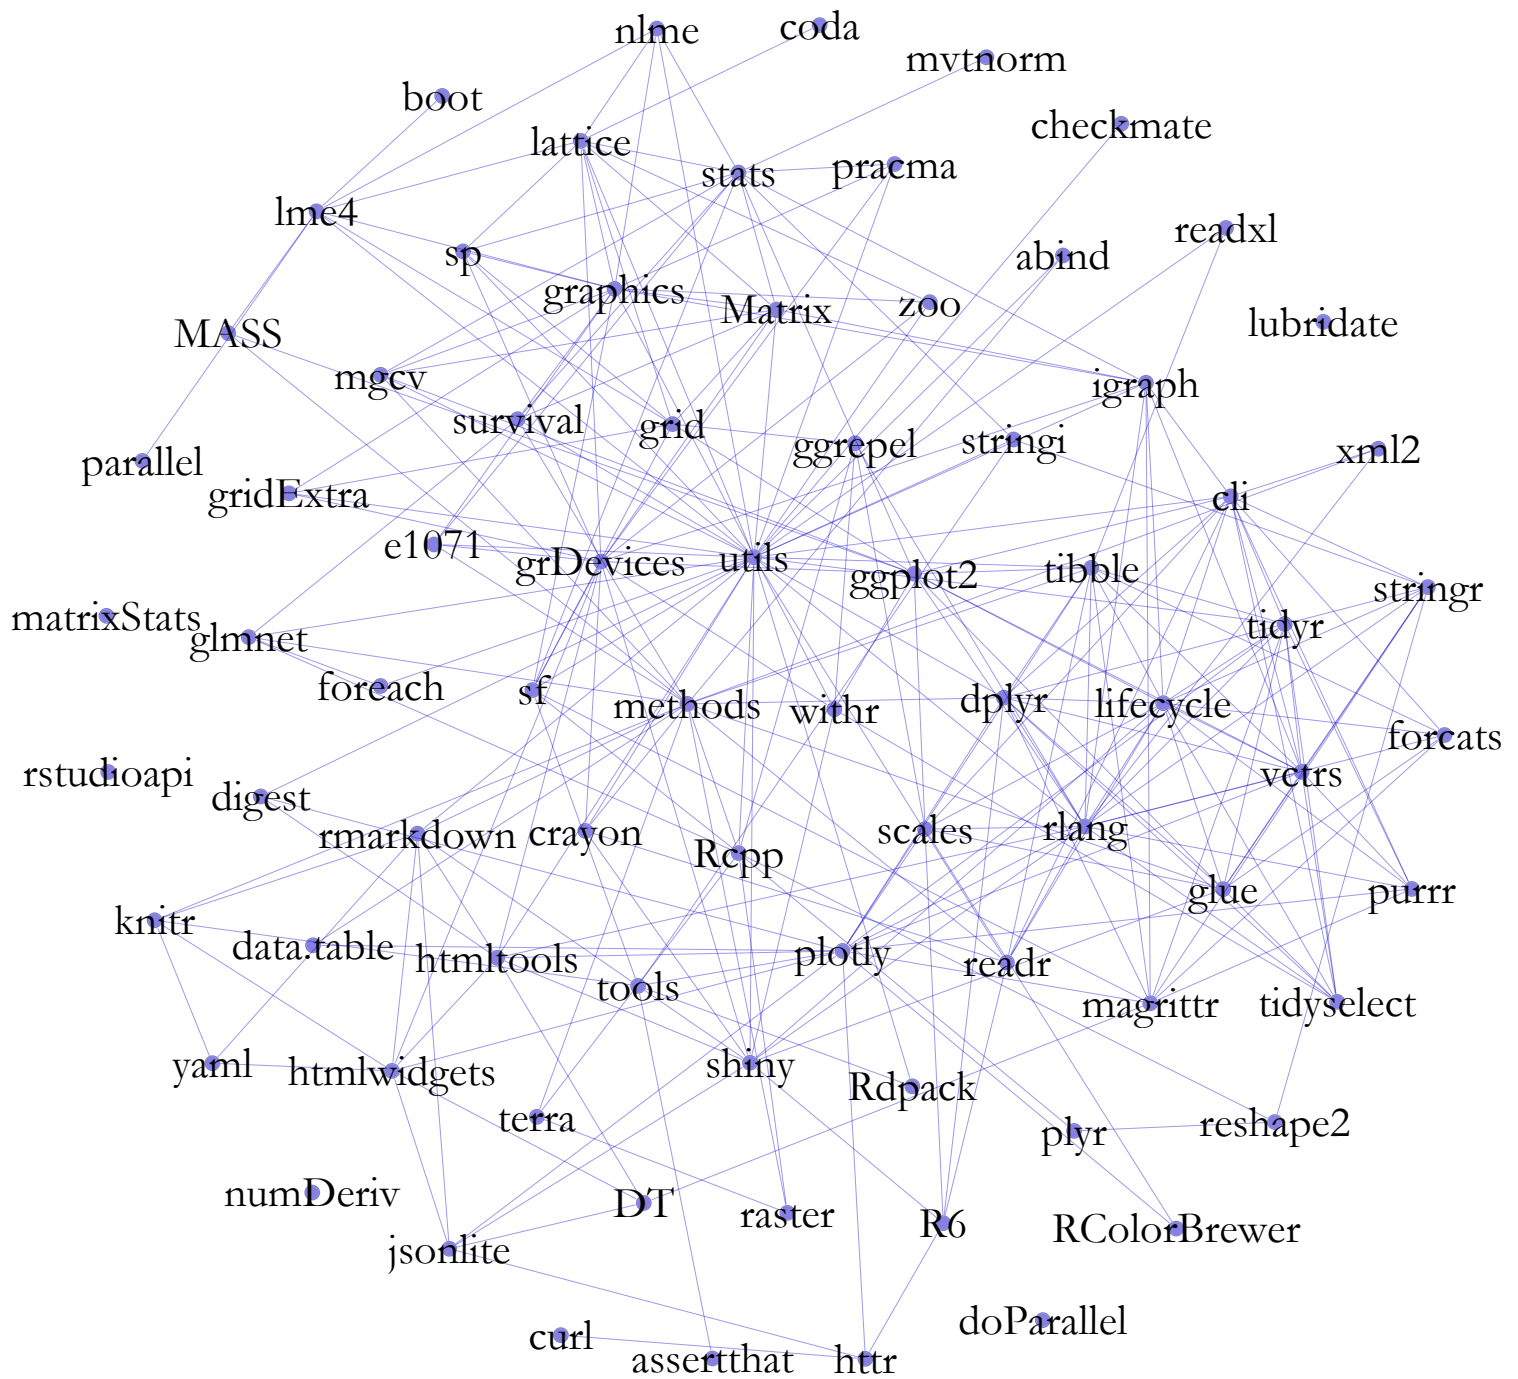 nlme
coda
mvtnorm
boot
checkmate
lattice
pracma
stats
lme4
readxl
sp
abind
graphics
zoo
Matrix
lubridate
MASS
mgcv
igraph
survival
grid
ggrepel
stringi
xml2
parallel
gridExtra
cli
e1071
grDevices
utils
ggplot2
tibble
stringr
matrixStats
tidyr
glmnet
foreach
sf
methods
withr
dplyr
lifecycle
forcats
rstudioapi
vctrs
digest
rmarkdown
crayon
Rcpp
scales
rlang
glue
purrr
knitr
data.table
htmltools
plotly
readr
tools
magrittr
tidyselect
yaml
htmlwidgets
shiny
Rdpack
terra
plyr
reshape2
numDeriv
DT
raster
R6
RColorBrewer
jsonlite
doParallel
curl
assertthat
httr